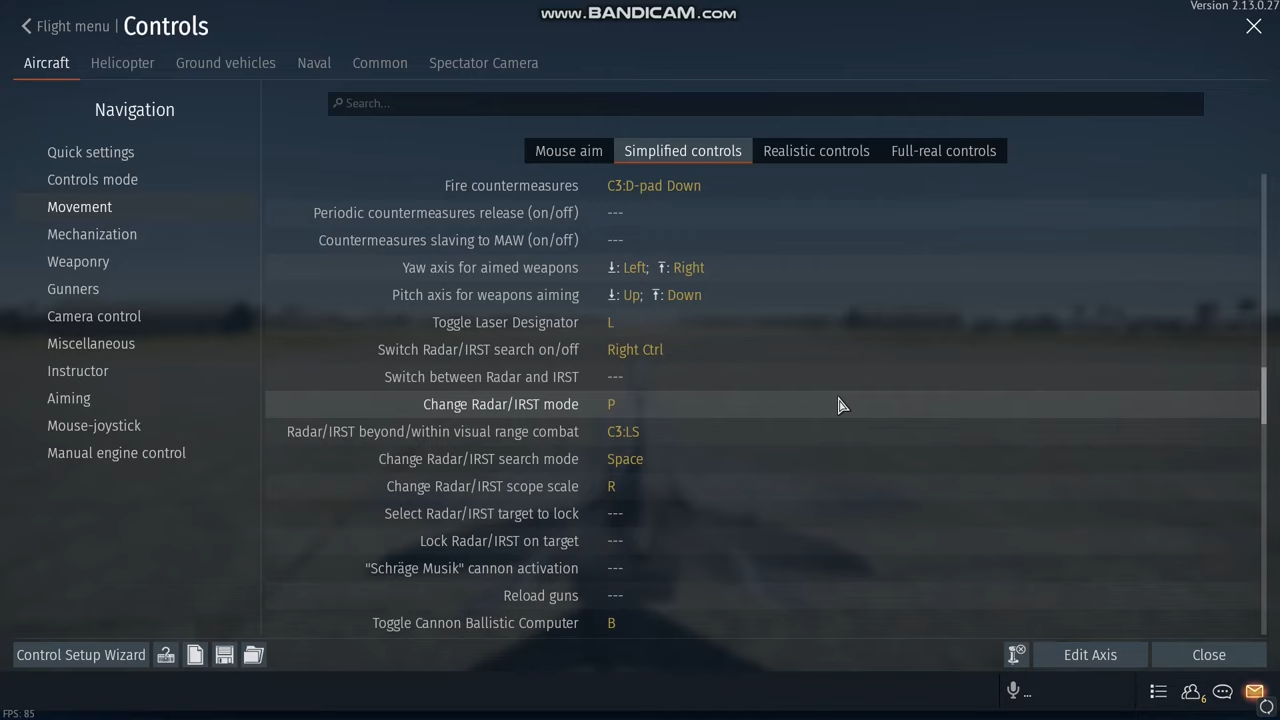 www.BANDICAM.com
Version 2.13.0.27
Flight menu | Controls
Aircraft Helicopter Ground vehicles Naval Common Spectator Camera
Navigation
Quick settings
Controls mode
Movement
Mechanization
Weaponry
Gunners
Camera control
Miscellaneous
Instructor
Aiming
Mouse-joystick
Manual engine control
Search...
Mouse aim Simplified controls Realistic controls Full-real controls
Fire countermeasures C3:D-pad Down
Periodic countermeasures release (on/off) ---
Countermeasures slaving to MAW (on/off) ---
Yaw axis for aimed weapons ↓: Left; ↑: Right
Pitch axis for weapons aiming ↓: Up; ↑: Down
Toggle Laser Designator L
Switch Radar/IRST search on/off Right Ctrl
Switch between Radar and IRST ---
Change Radar/IRST mode P
Radar/IRST beyond/within visual range combat C3:LS
Change Radar/IRST search mode Space
Change Radar/IRST scope scale R
Select Radar/IRST target to lock ---
Lock Radar/IRST on target ---
"Schräge Musik" cannon activation ---
Reload guns ---
Toggle Cannon Ballistic Computer B
Control Setup Wizard Edit Axis Close
... 6
FPS: 85